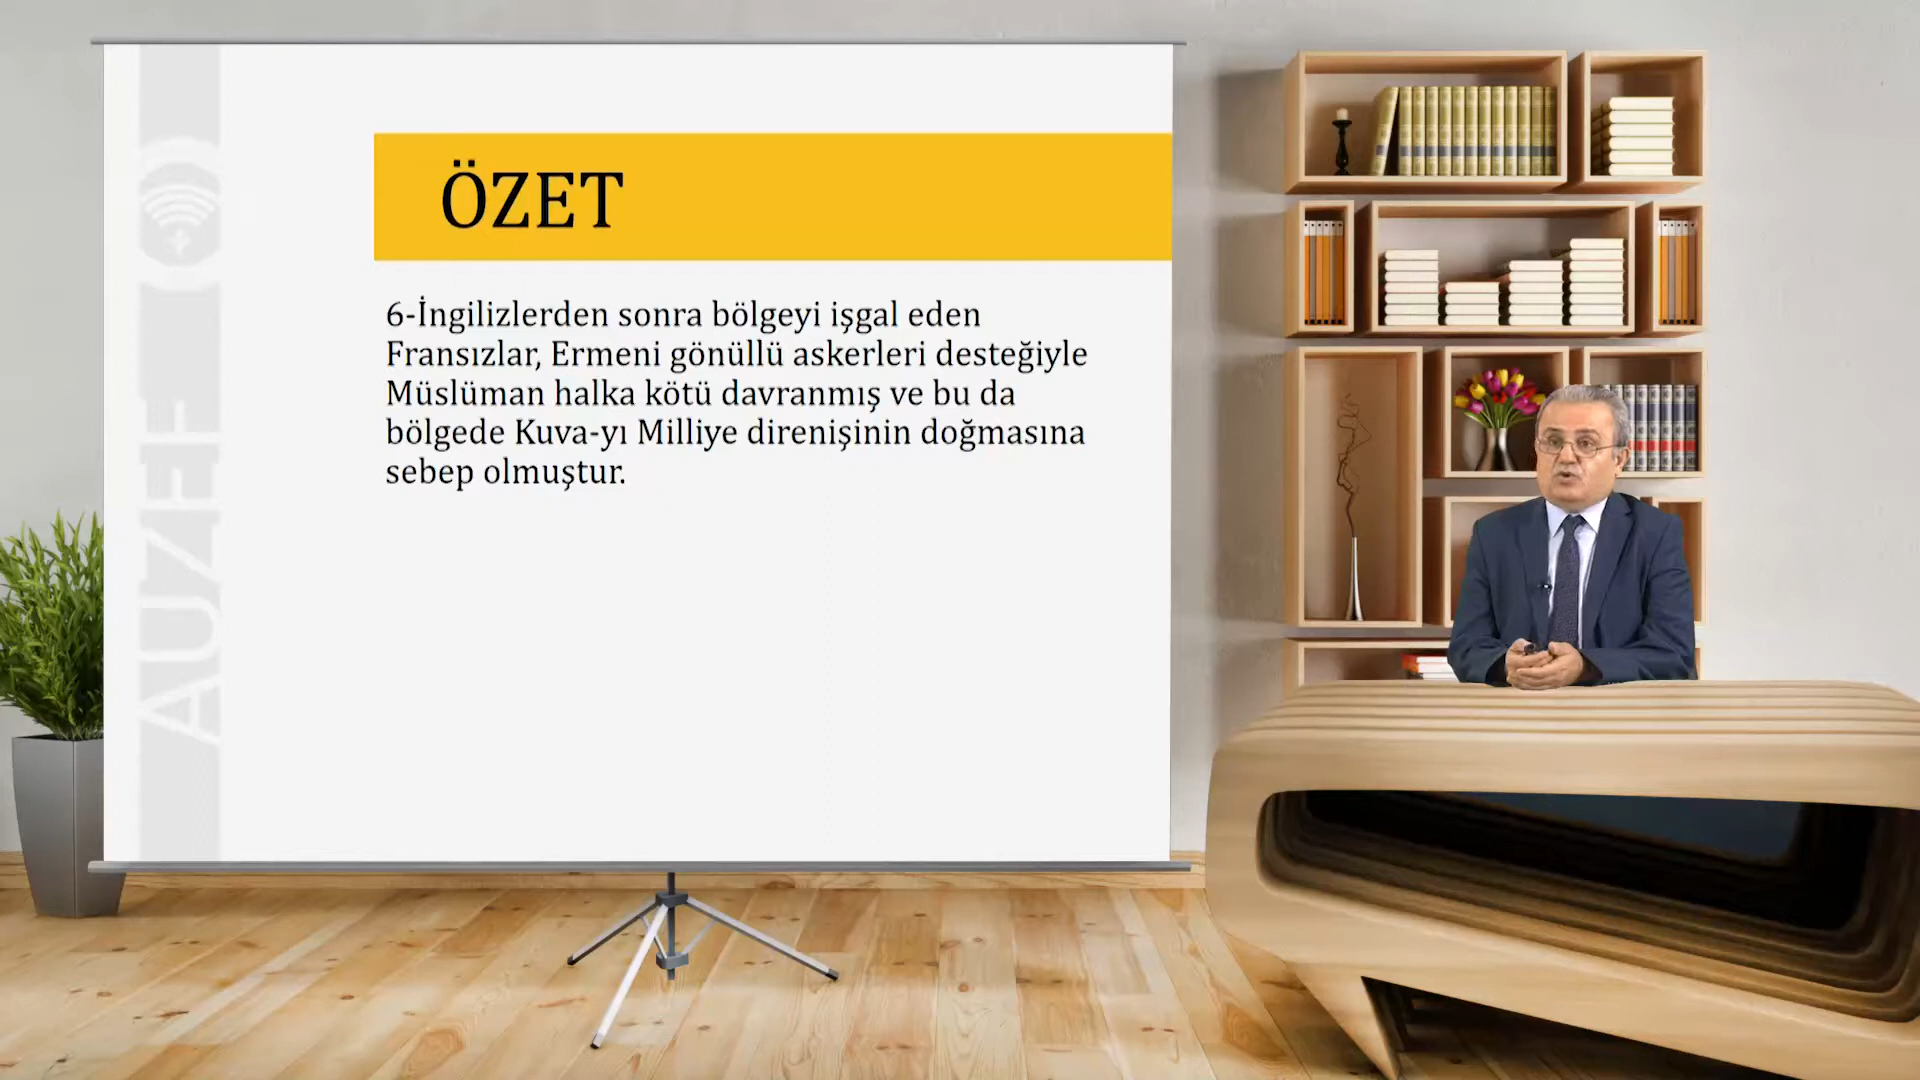 ÖZET
6-İngilizlerden sonra bölgeyi işgal eden
Fransızlar, Ermeni gönüllü askerleri desteğiyle
Müslüman halka kötü davranmış ve bu da
bölgede Kuva-yı Milliye direnişinin doğmasına
sebep olmuştur.
AUZEF